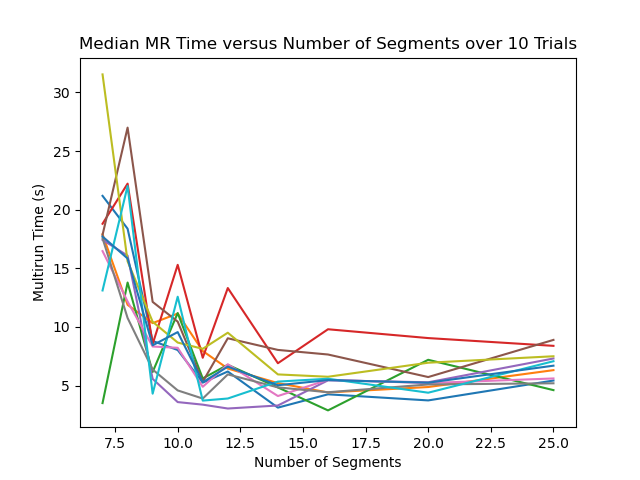 Median MR Time versus Number of Segments over 10 Trials
30
25
20
15
10
5
Multirun Time (s)
7.5 10.0 12.5 15.0 17.5 20.0 22.5 25.0
Number of Segments